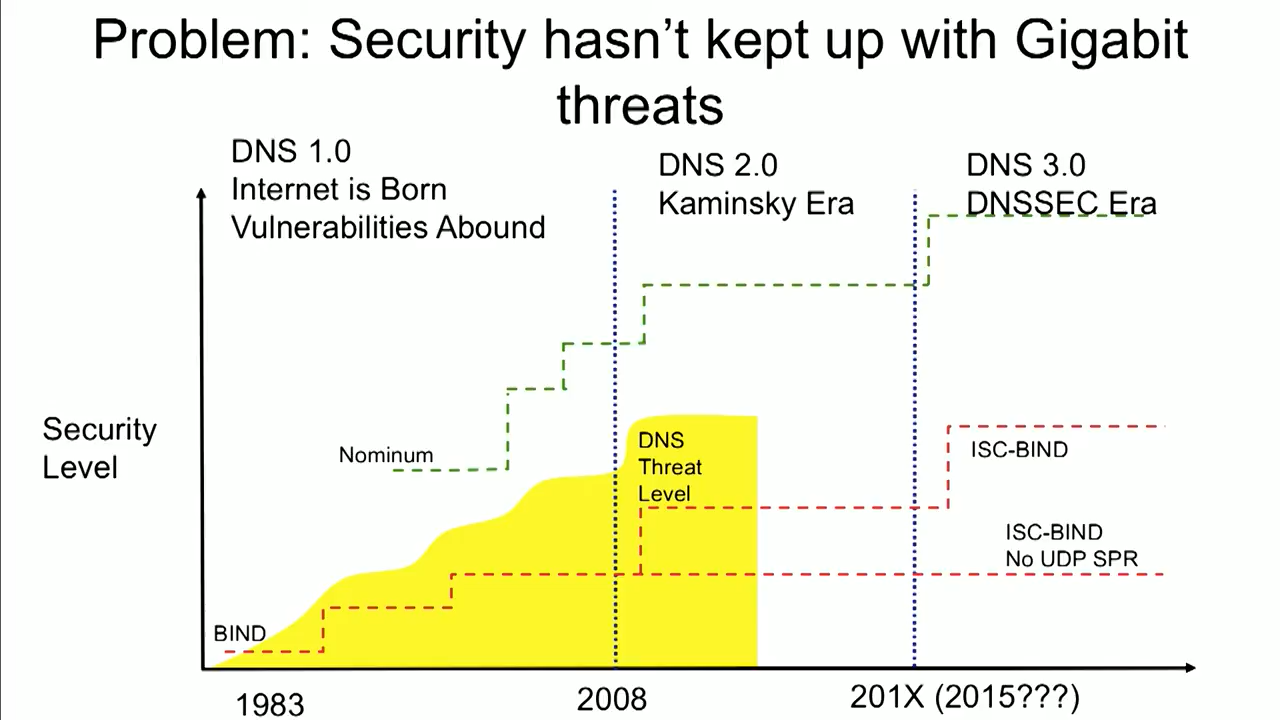 Problem: Security hasn't kept up with Gigabit
threats
DNS 1.0
Internet is Born
Vulnerabilities Abound
DNS 2.0
Kaminsky Era
DNS 3.0
DNSSEC Era
Security
Level
Nominum
DNS
Threat
Level
ISC-BIND
ISC-BIND
No UDP SPR
BIND
1983
2008
201X (2015???)